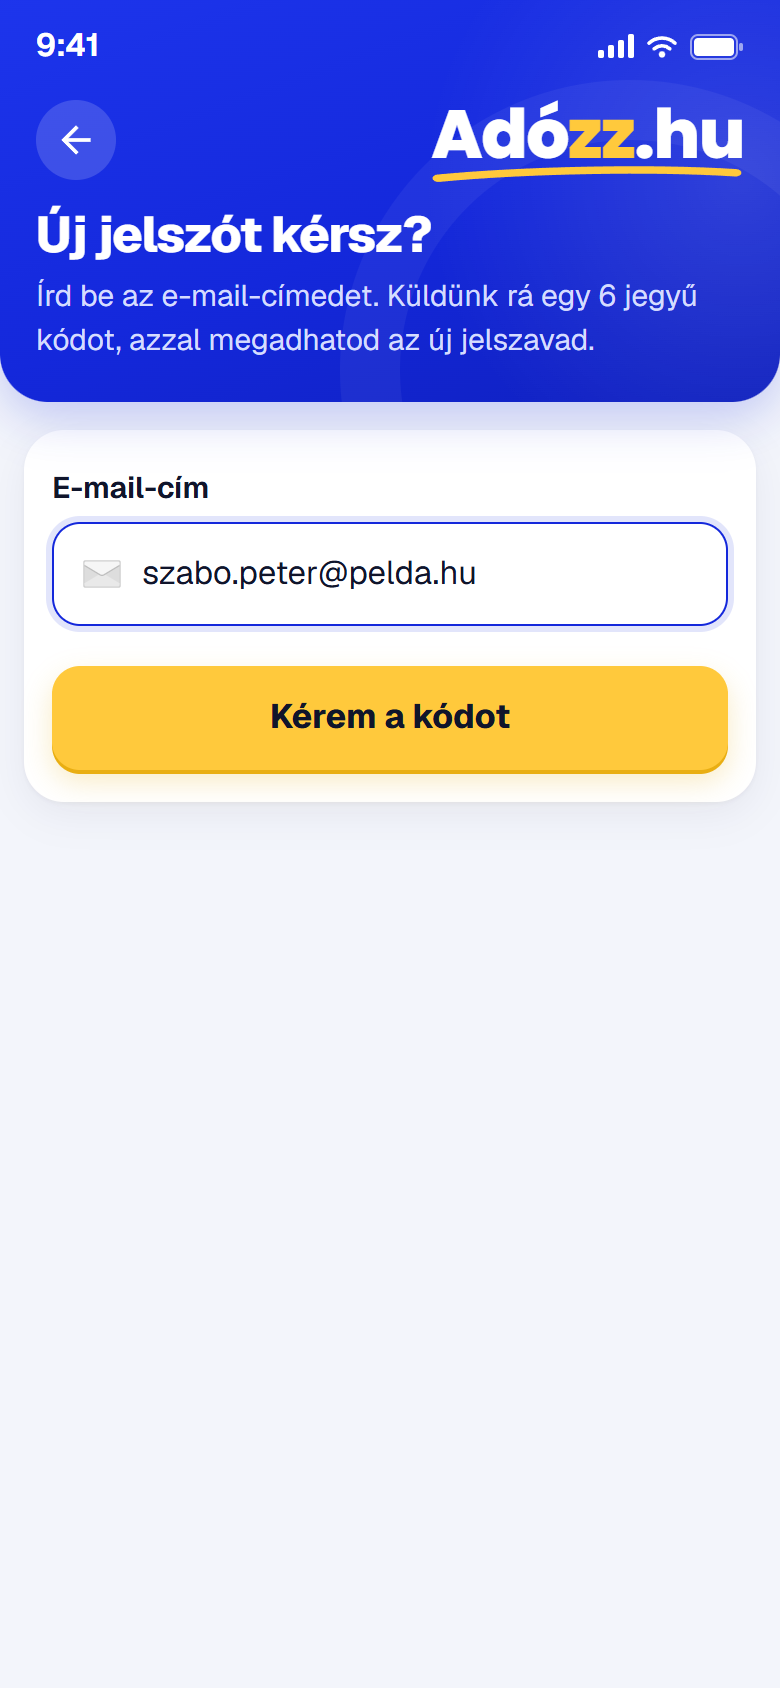 9:41
Adózz.hu
Új jelszót kérsz?
Írd be az e-mail-címedet. Küldünk rá egy 6 jegyű
kódot, azzal megadhatod az új jelszavad.
E-mail-cím
szabo.peter@pelda.hu
Kérem a kódot